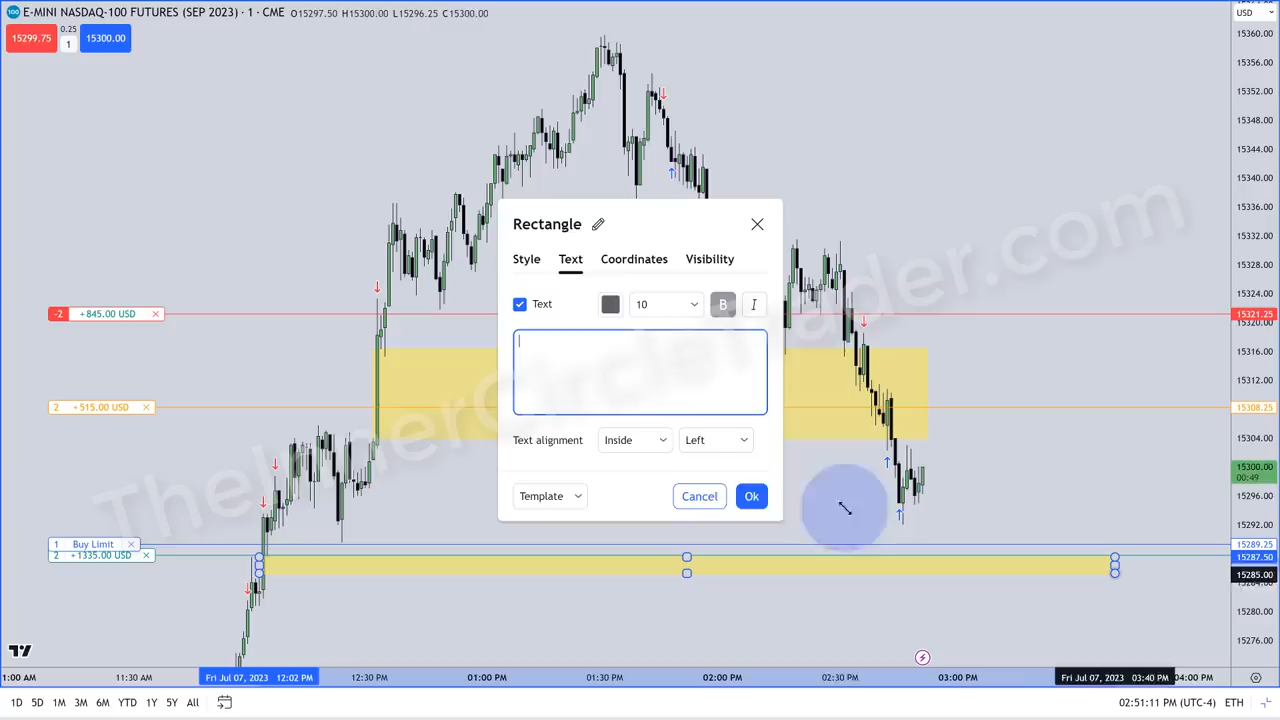 E-MINI NASDAQ-100 FUTURES (SEP 2023) · 1 · CME O15297.50 H15300.00 L15296.25 C15300.00
USD
15299.75 0.25 1 15300.00
15360.00
15356.00
15352.00
15348.00
15344.00
15340.00
15336.00
15332.00
15328.00
15324.00
15321.25
15320.00
15316.00
15312.00
15308.25
15304.00
15300.00
00:49
15296.00
15292.00
15289.25
15287.50
15285.00
15280.00
15276.00
TheInnerCircleTrader.com
Rectangle
Style Text Coordinates Visibility
Text 10 B I
Text alignment Inside Left
Template Cancel Ok
-2 +845.00 USD
2 +515.00 USD
1 Buy Limit
2 +1335.00 USD
1:00 AM 11:30 AM Fri Jul 07, 2023 12:02 PM 12:30 PM 01:00 PM 01:30 PM 02:00 PM 02:30 PM 03:00 PM Fri Jul 07, 2023 03:40 PM 04:00 PM
1D 5D 1M 3M 6M YTD 1Y 5Y All 02:51:11 PM (UTC-4) ETH